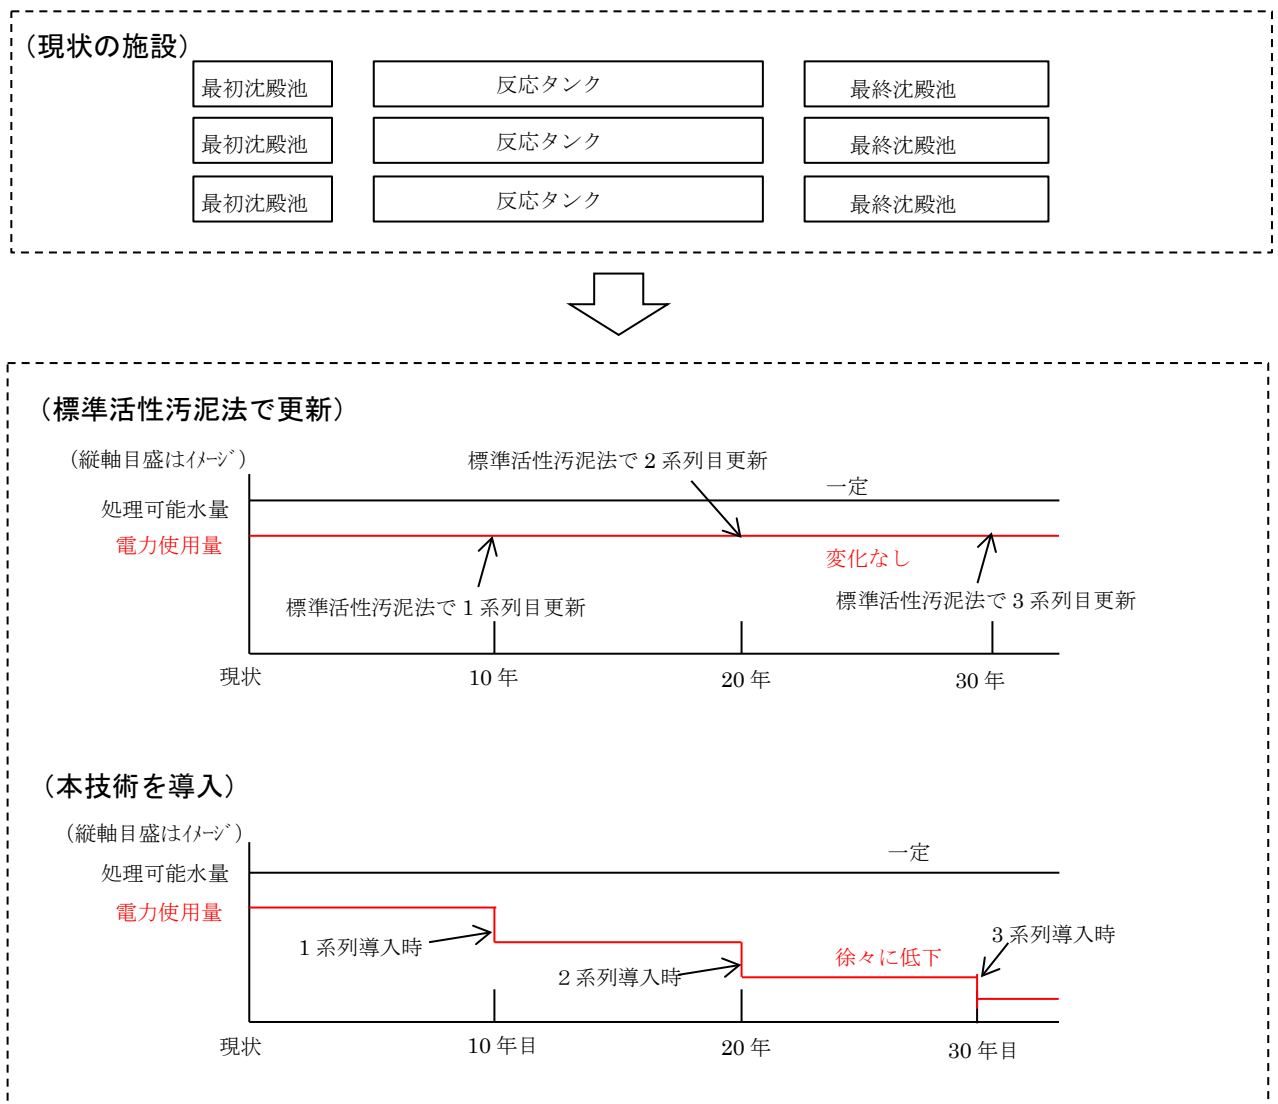 （現状の施設）
最初沈殿池 反応タンク 最終沈殿池
最初沈殿池 反応タンク 最終沈殿池
最初沈殿池 反応タンク 最終沈殿池
（標準活性汚泥法で更新）
（縦軸目盛はｲﾒｰｼﾞ）
標準活性汚泥法で 2 系列目更新
一定
処理可能水量
電力使用量
変化なし
標準活性汚泥法で 1 系列目更新
標準活性汚泥法で 3 系列目更新
現状 10 年 20 年 30 年
（本技術を導入）
（縦軸目盛はｲﾒｰｼﾞ）
一定
処理可能水量
電力使用量
1 系列導入時
2 系列導入時
徐々に低下
3 系列導入時
現状 10 年目 20 年 30 年目